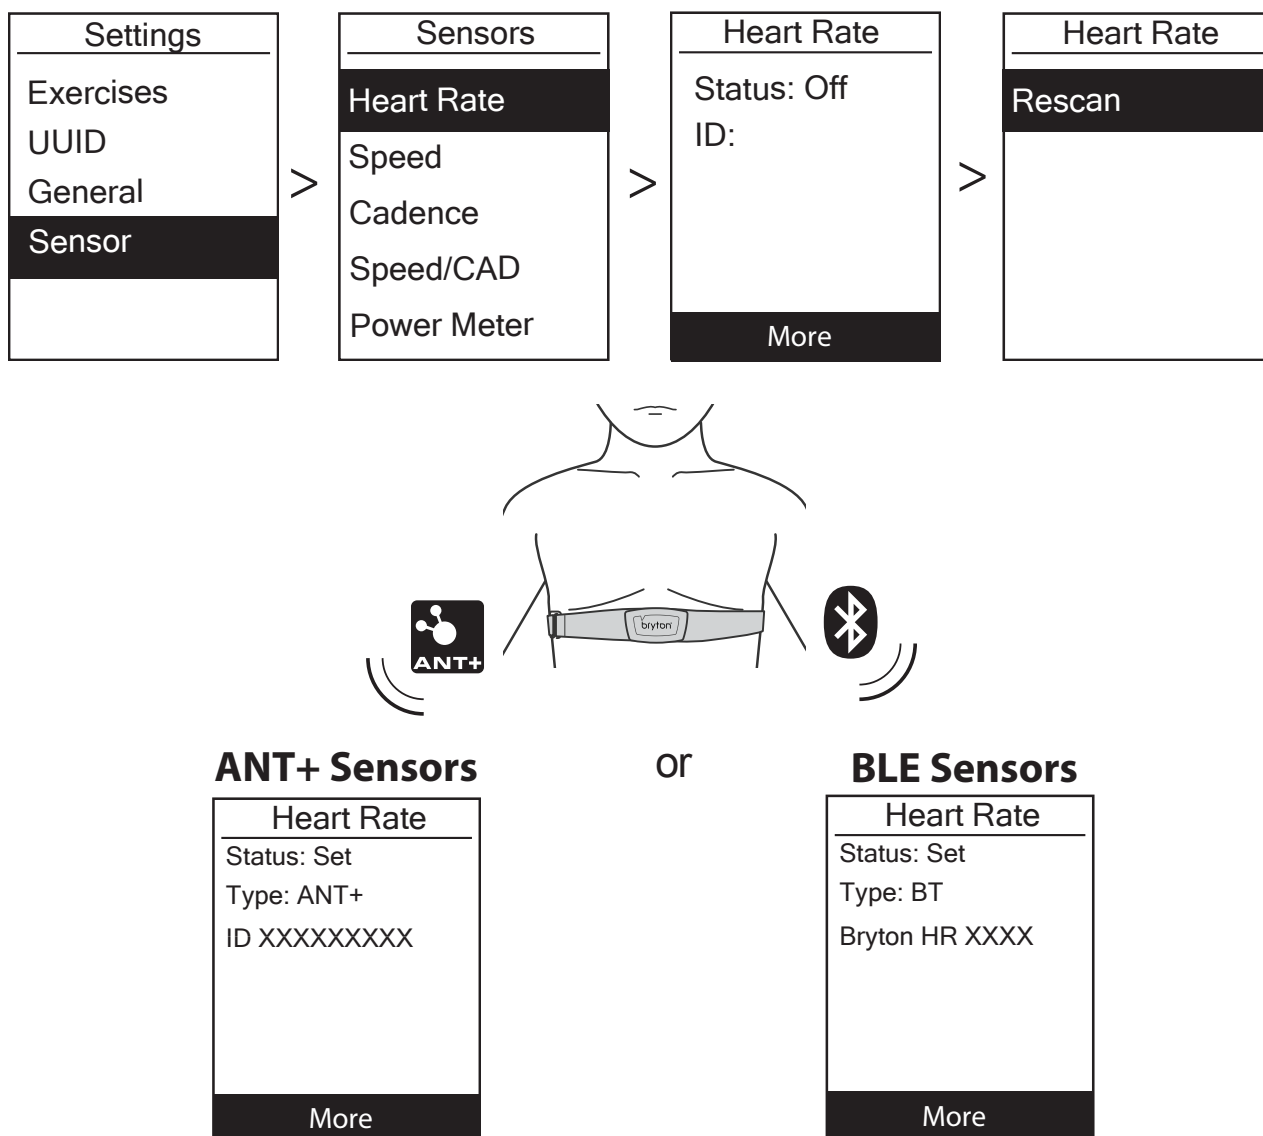 Settings
Exercises
UUID
General
Sensor
>
Sensors
Heart Rate
Speed
Cadence
Speed/CAD
Power Meter
>
Heart Rate
Status: Off
ID:
More
>
Heart Rate
Rescan
ANT+
bryton
ANT+ Sensors
or
BLE Sensors
Heart Rate
Status: Set
Type: ANT+
ID XXXXXXXXX
More
Heart Rate
Status: Set
Type: BT
Bryton HR XXXX
More